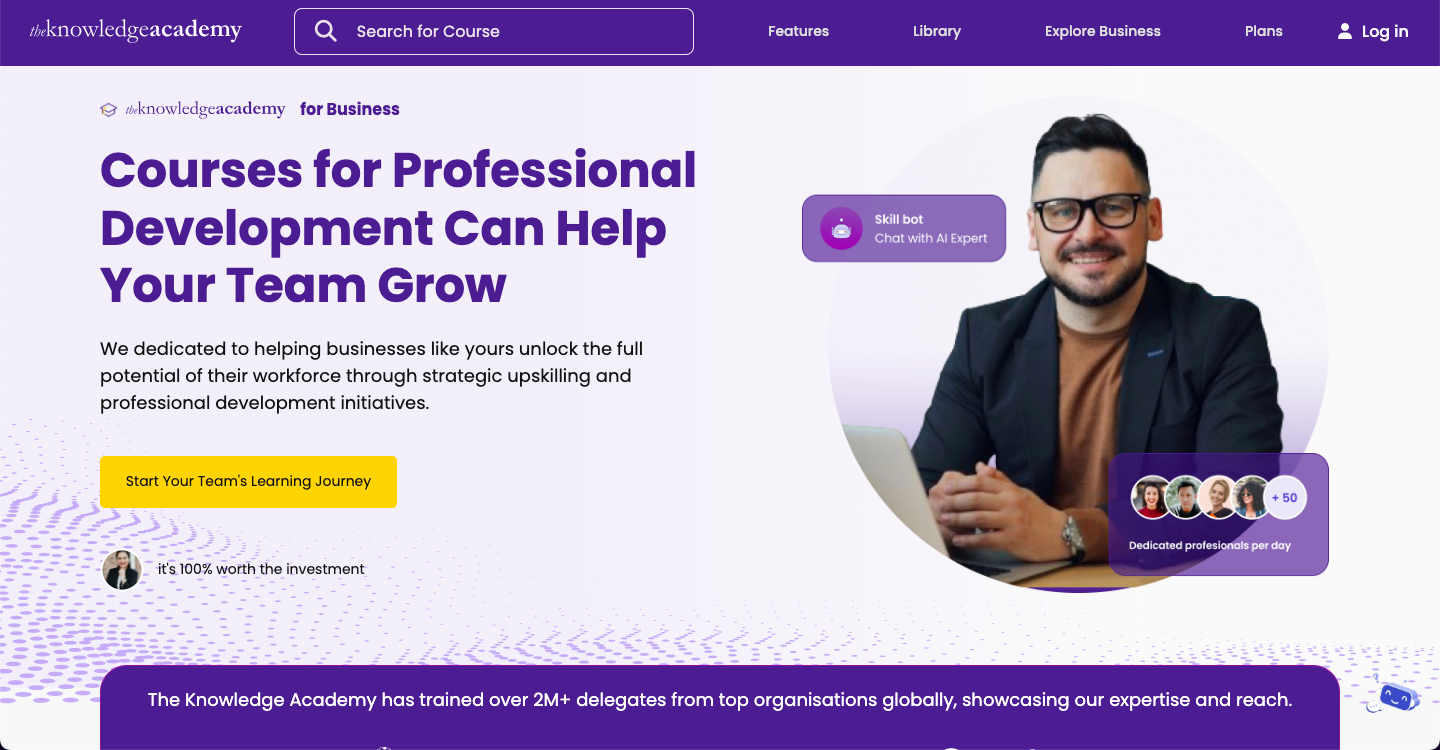 theknowledgeacademy
Search for Course
Features
Library
Explore Business
Plans
Log in
theknowledgeacademy for Business
Courses for Professional
Development Can Help
Your Team Grow
We dedicated to helping businesses like yours unlock the full
potential of their workforce through strategic upskilling and
professional development initiatives.
Start Your Team's Learning Journey
it's 100% worth the investment
Skill bot
Chat with AI Expert
+ 50
Dedicated profesionals per day
The Knowledge Academy has trained over 2M+ delegates from top organisations globally, showcasing our expertise and reach.